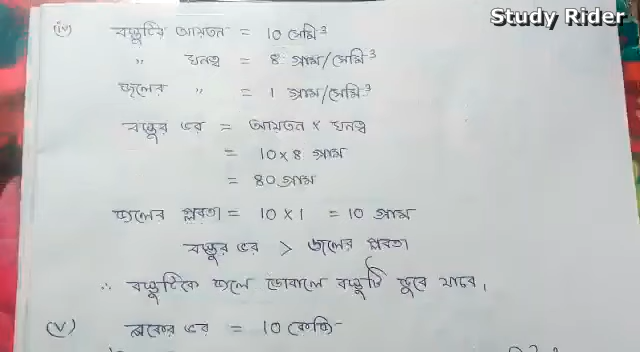 Study Rider
(iv) বস্তুটির আয়তন = 10 সেমি³
" ঘনত্ব = 8 গ্রাম/সেমি³
জলের " = 1 গ্রাম/সেমি³
বস্তুর ভর = আয়তন × ঘনত্ব
= 10×8 গ্রাম
= 80 গ্রাম
জলের প্লবতা = 10 × 1 = 10 গ্রাম
বস্তুর ভর > জলের প্লবতা
∴ বস্তুটিকে জলে ডোবালে বস্তুটি ডুবে যাবে।
(v) ব্লকের ভর = 10 কেজি